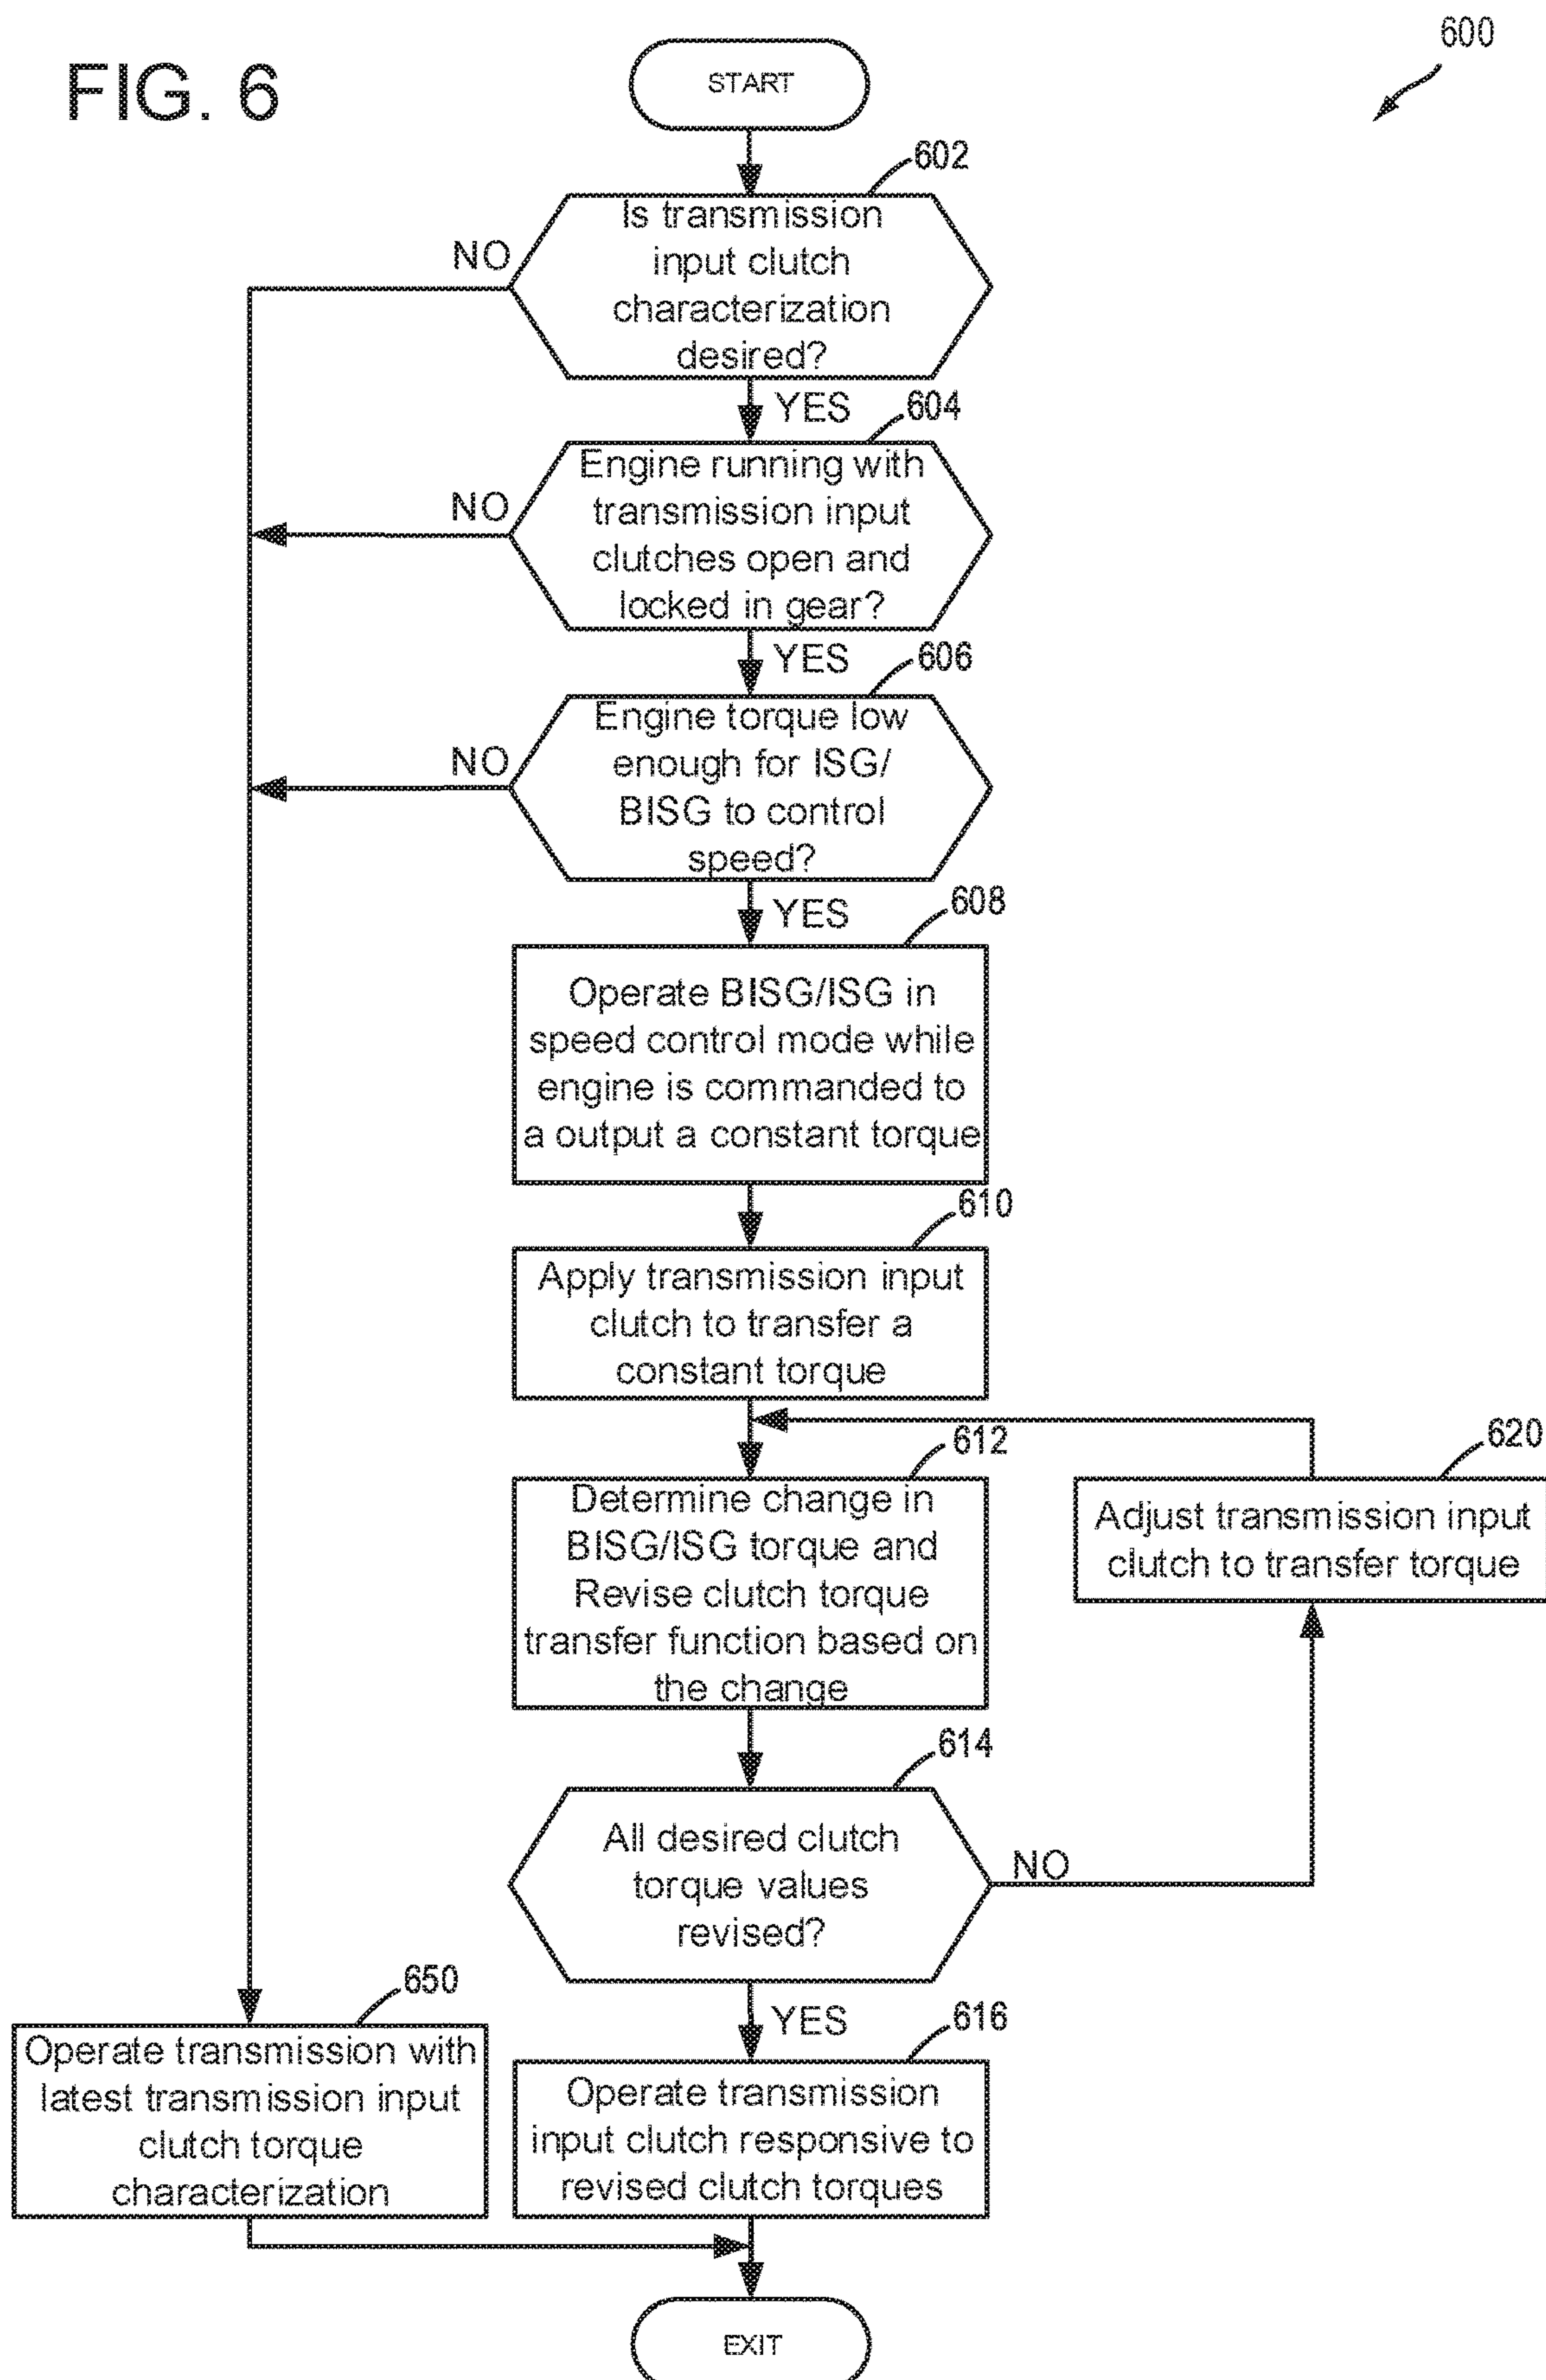 600
FIG. 6
START
602
Is transmission
input clutch
characterization
desired?
NO
YES
604
Engine running with
transmission input
clutches open and
locked in gear?
NO
YES
606
Engine torque low
enough for ISG/
BISG to control
speed?
NO
YES
608
Operate BISG/ISG in
speed control mode while
engine is commanded to
a output a constant torque
610
Apply transmission input
clutch to transfer a
constant torque
612
Determine change in
BISG/ISG torque and
Revise clutch torque
transfer function based on
the change
620
Adjust transmission input
clutch to transfer torque
614
All desired clutch
torque values
revised?
NO
YES
650
Operate transmission with
latest transmission input
clutch torque
characterization
616
Operate transmission
input clutch responsive to
revised clutch torques
EXIT